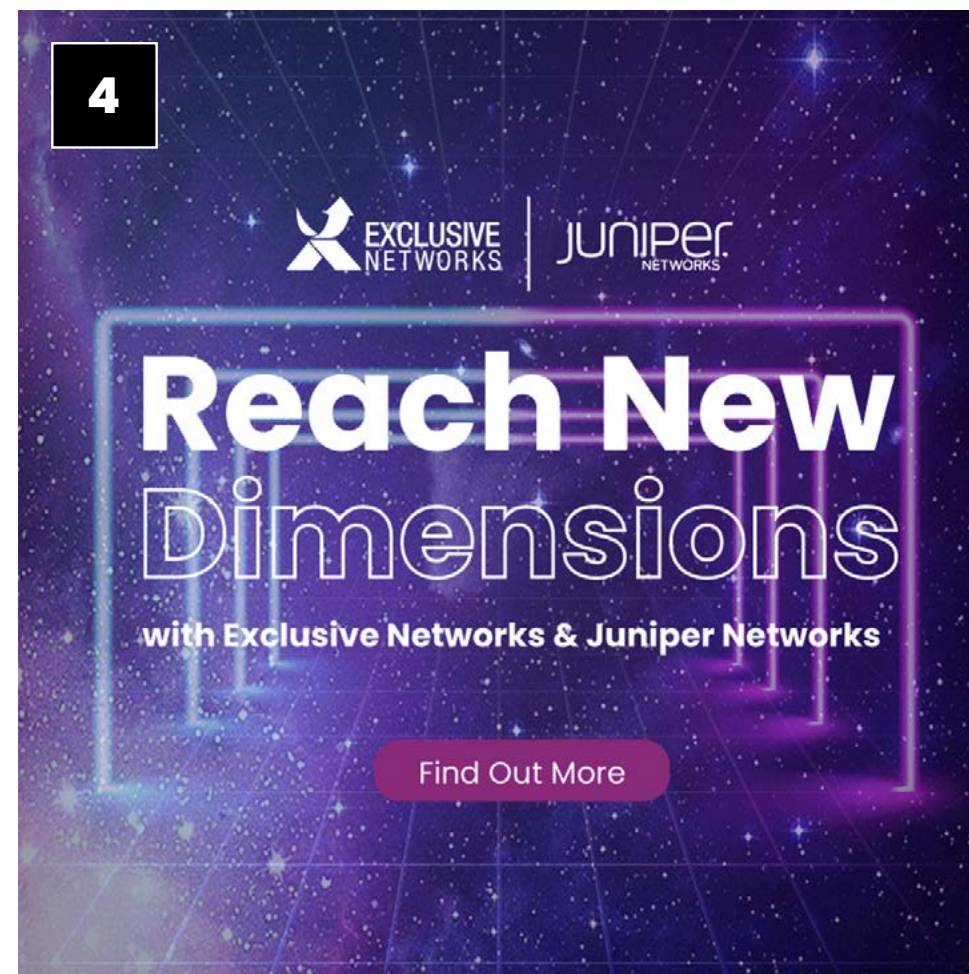 4
EXCLUSIVE
NETWORKS
JUNIPER
NETWORKS
Reach New
Dimensions
with Exclusive Networks & Juniper Networks
Find Out More